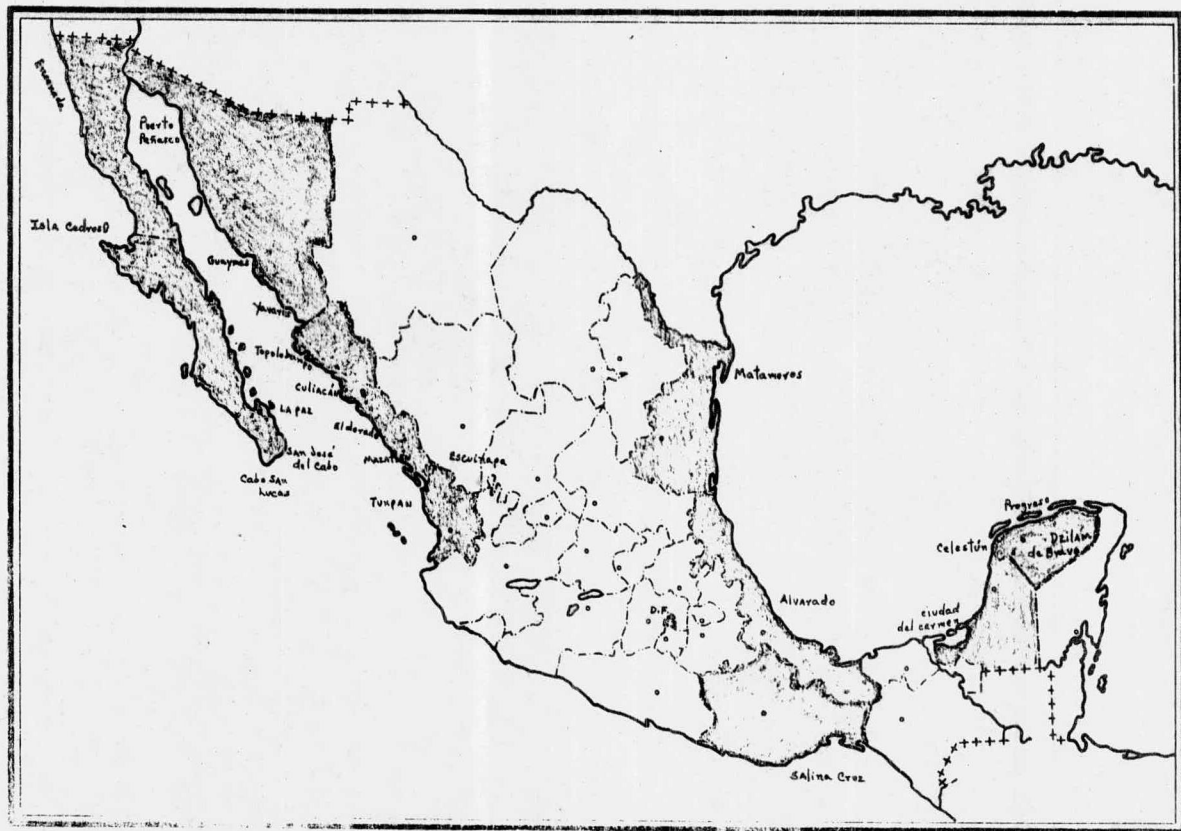 Ensenada
Puerto
Peñasco
Isla Cedros
Guaymas
Yavaros
Topolobampo
Culiacán
LA PAZ
El dorado
San José
del Cabo
Cabo San
Lucas
MAZATLAN
Escuinapa
TUXPAN
Matamoros
Progreso
Celestún
Dzilam
de Bravo
Alvarado
ciudad
del carmen
D.F.
SALINA CRUZ